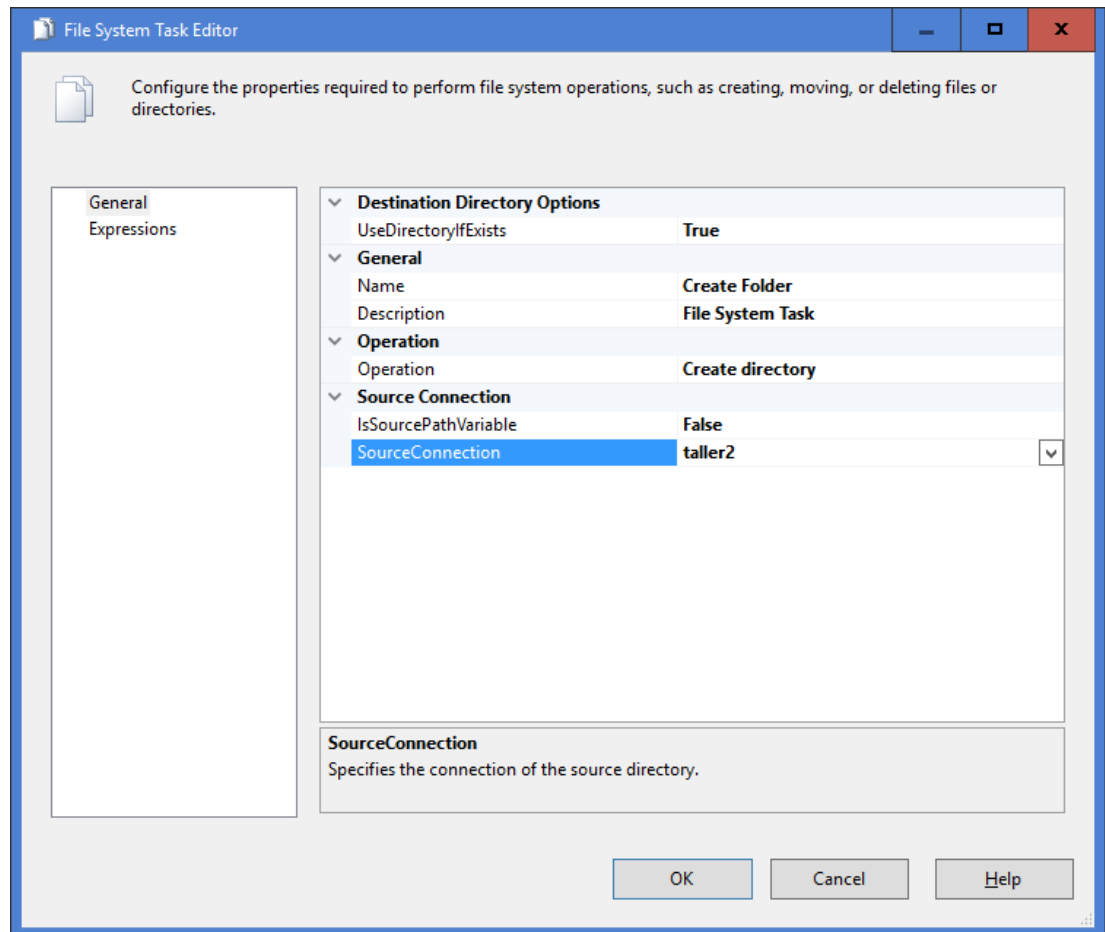 File System Task Editor
Configure the properties required to perform file system operations, such as creating, moving, or deleting files or
directories.
General
Expressions
Destination Directory Options
UseDirectoryIfExists True
General
Name Create Folder
Description File System Task
Operation
Operation Create directory
Source Connection
IsSourcePathVariable False
SourceConnection taller2
SourceConnection
Specifies the connection of the source directory.
OK Cancel Help